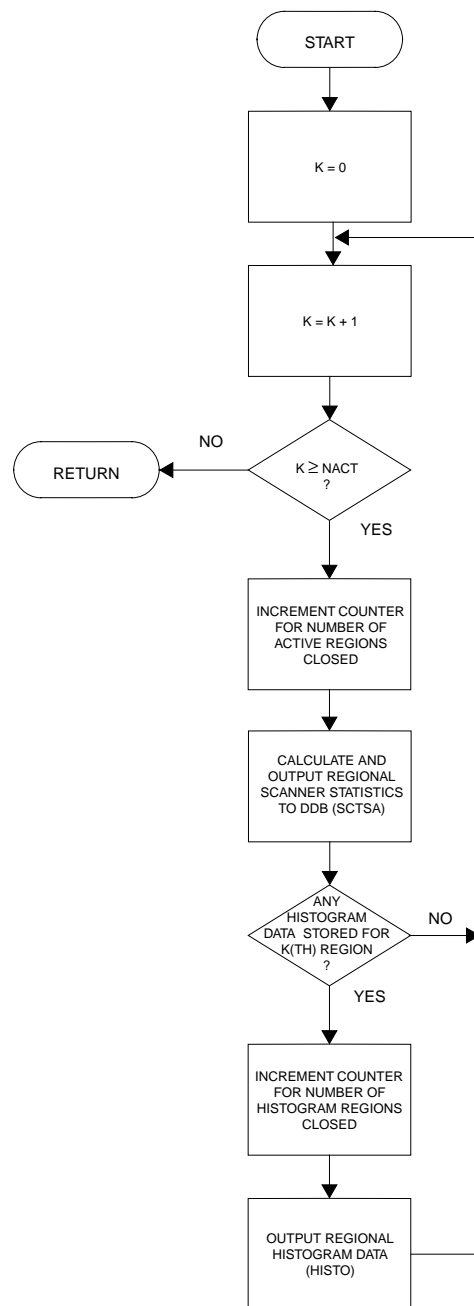 START
K = 0
K = K + 1
NO
RETURN
K ≥ NACT
?
YES
INCREMENT COUNTER
FOR NUMBER OF
ACTIVE REGIONS
CLOSED
CALCULATE AND
OUTPUT REGIONAL
SCANNER STATISTICS
TO DDB (SCTSA)
ANY
HISTOGRAM
DATA STORED FOR
K(TH) REGION
?
NO
YES
INCREMENT COUNTER
FOR NUMBER OF
HISTOGRAM REGIONS
CLOSED
OUTPUT REGIONAL
HISTOGRAM DATA
(HISTO)